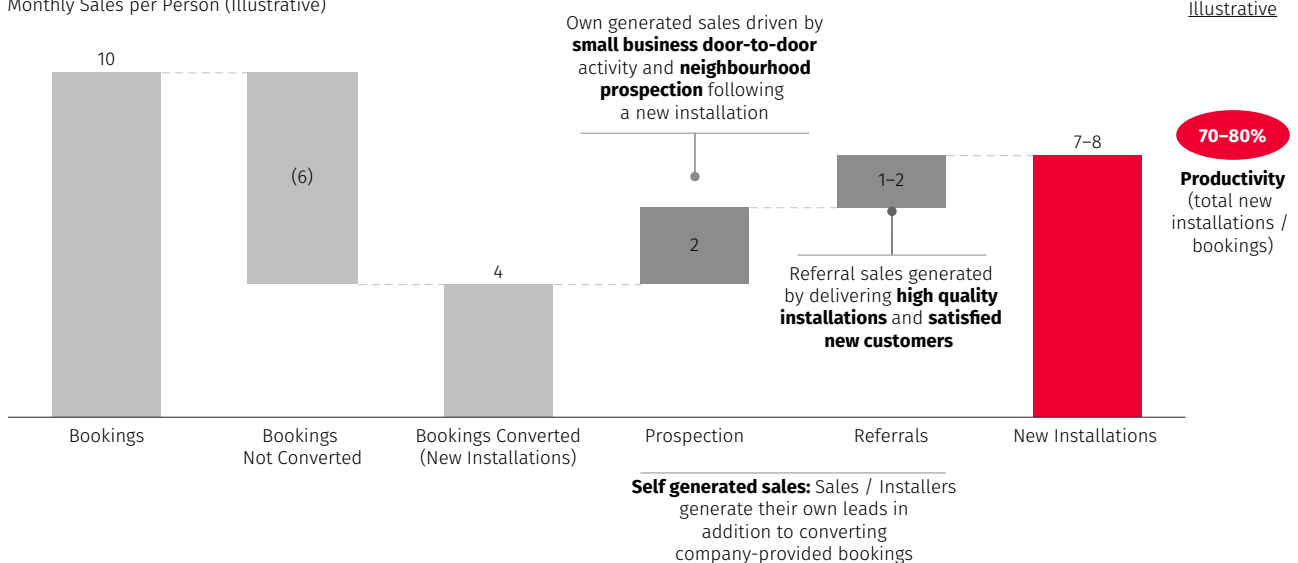 Monthly Sales per Person (Illustrative)
Illustrative
Own generated sales driven by
small business door-to-door
activity and neighbourhood
prospection following
a new installation
10
(6)
4
2
1–2
7–8
70–80%
Productivity
(total new
installations /
bookings)
Referral sales generated
by delivering high quality
installations and satisfied
new customers
Bookings
Bookings
Not Converted
Bookings Converted
(New Installations)
Prospection
Referrals
New Installations
Self generated sales: Sales / Installers
generate their own leads in
addition to converting
company-provided bookings